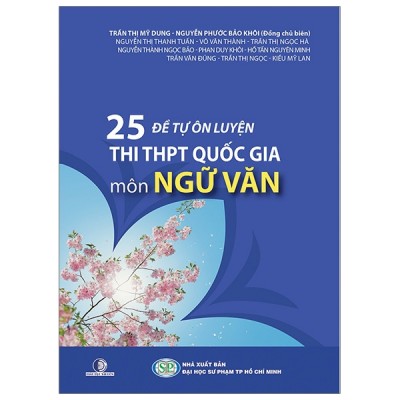 TRẦN THỊ MỸ DUNG - NGUYỄN PHƯỚC BẢO KHÔI (Đồng chủ biên)
NGUYỄN THỊ THANH TUẤN - VÕ VĂN THÀNH - TRẦN THỊ NGỌC HÀ
NGUYỄN THÀNH NGỌC BẢO - PHAN DUY KHÔI - HỒ TẤN NGUYÊN MINH
TRẦN VĂN ĐÚNG - TRẦN THỊ NGỌC - KIỀU MỸ LAN
25 ĐỀ TỰ ÔN LUYỆN
THI THPT QUỐC GIA
môn NGỮ VĂN
NHÀ XUẤT BẢN
ĐẠI HỌC SƯ PHẠM TP HỒ CHÍ MINH